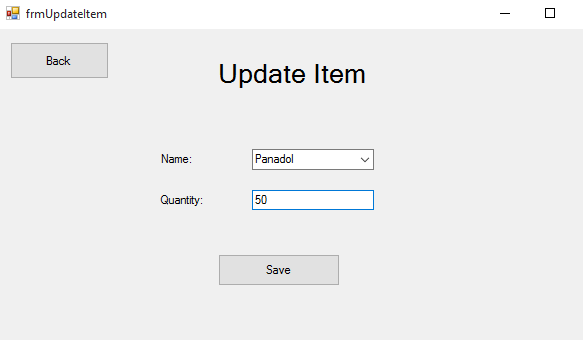 frmUpdateItem
Back
Update Item
Name:
Panadol
Quantity:
50
Save